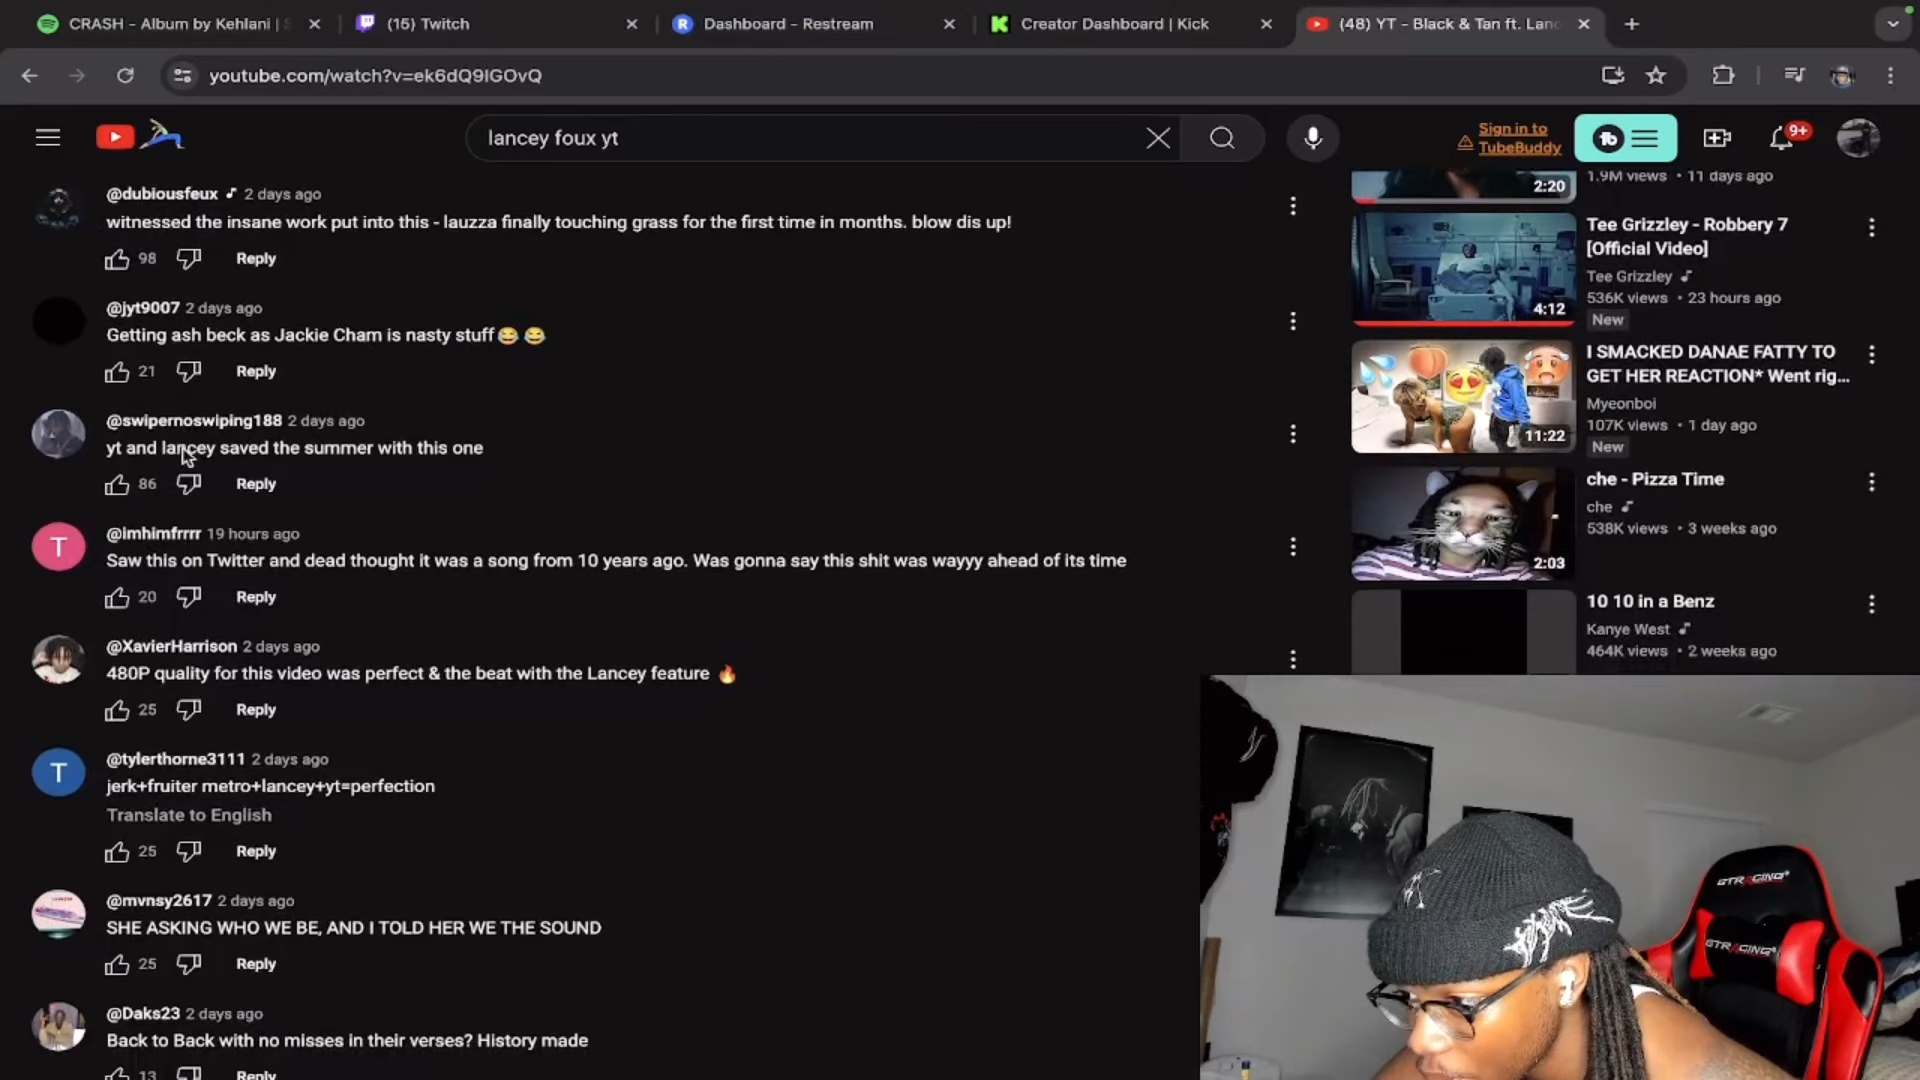 CRASH - Album by Kehlani | S
(15) Twitch
Dashboard - Restream
Creator Dashboard | Kick
(48) YT - Black & Tan ft. Lanc
youtube.com/watch?v=ek6dQ9IGOvQ
lancey foux yt
Sign in to
TubeBuddy
9+
@dubiousfeux 2 days ago
witnessed the insane work put into this - lauzza finally touching grass for the first time in months. blow dis up!
98 Reply
@jyt9007 2 days ago
Getting ash beck as Jackie Cham is nasty stuff😂 😂
21 Reply
@swipernoswiping188 2 days ago
yt and lancey saved the summer with this one
86 Reply
T
@imhimfrrrr 19 hours ago
Saw this on Twitter and dead thought it was a song from 10 years ago. Was gonna say this shit was wayyy ahead of its time
20 Reply
@XavierHarrison 2 days ago
480P quality for this video was perfect & the beat with the Lancey feature 🔥
25 Reply
T
@tylerthorne3111 2 days ago
jerk+fruiter metro+lancey+yt=perfection
Translate to English
25 Reply
@mvnsy2617 2 days ago
SHE ASKING WHO WE BE, AND I TOLD HER WE THE SOUND
25 Reply
@Daks23 2 days ago
Back to Back with no misses in their verses? History made
13 Reply
2:20
1.9M views • 11 days ago
4:12
Tee Grizzley - Robbery 7
[Official Video]
Tee Grizzley
536K views • 23 hours ago
New
11:22
I SMACKED DANAE FATTY TO
GET HER REACTION* Went rig...
Myeonboi
107K views • 1 day ago
New
2:03
che - Pizza Time
che
538K views • 3 weeks ago
10 10 in a Benz
Kanye West
464K views • 2 weeks ago
GTRACING
GTRACING